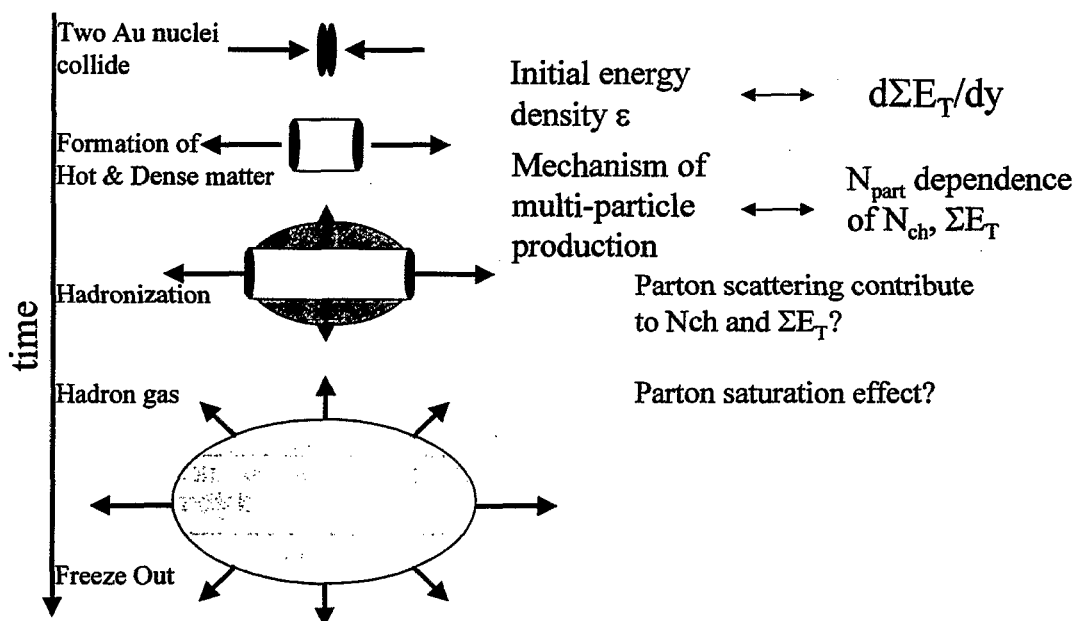 Two Au nuclei
collide
Formation of
Hot & Dense matter
Hadronization
Hadron gas
Freeze Out
time
Initial energy
density ε
dΣE_T/dy
Mechanism of
multi-particle
production
N_part dependence
of N_ch, ΣE_T
Parton scattering contribute
to Nch and ΣE_T?
Parton saturation effect?